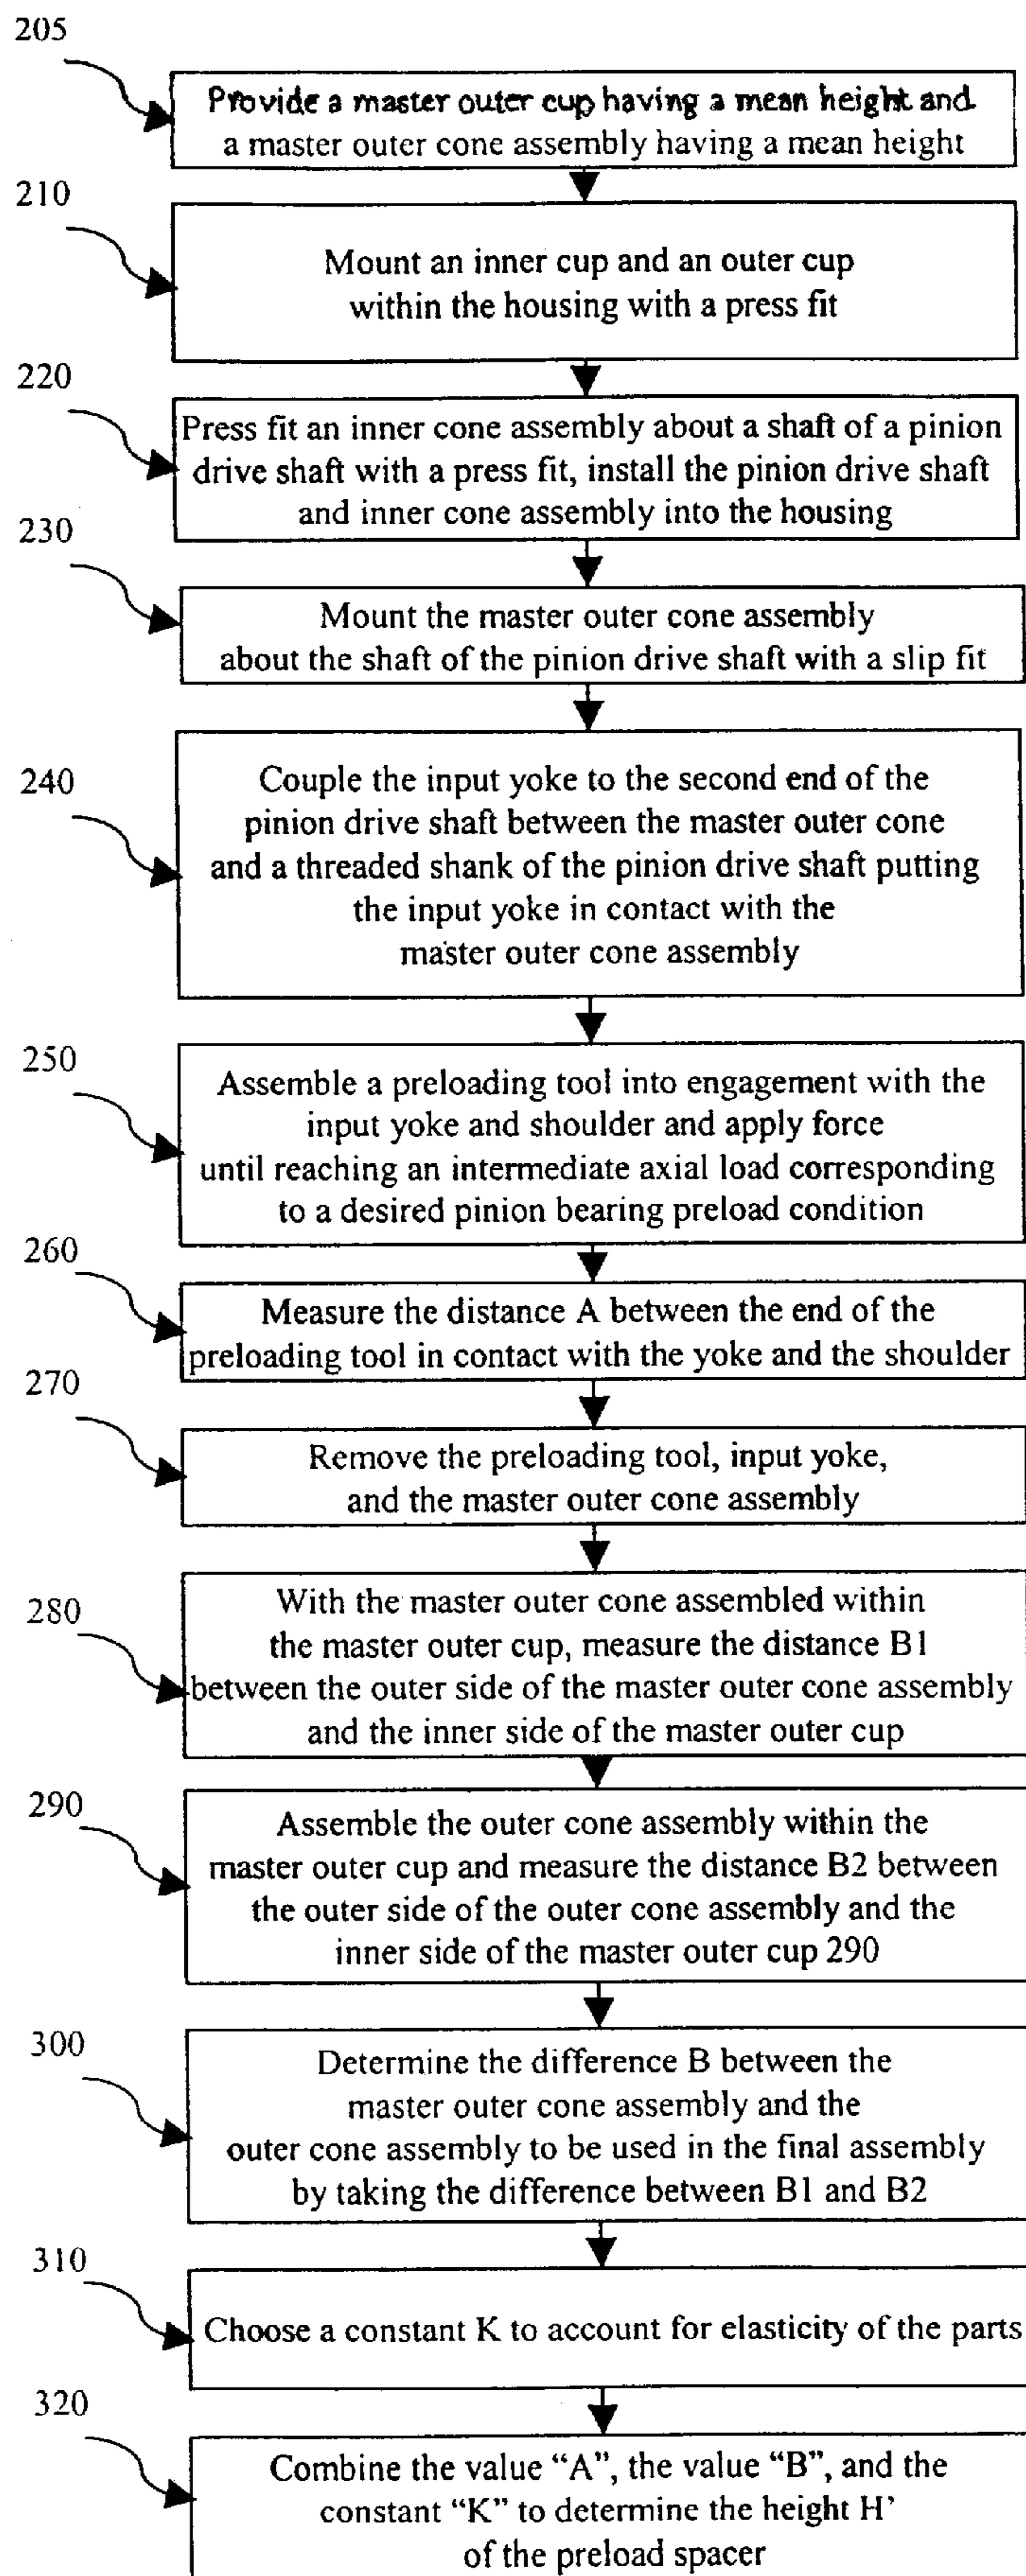 205
Provide a master outer cup having a mean height and
a master outer cone assembly having a mean height
210
Mount an inner cup and an outer cup
within the housing with a press fit
220
Press fit an inner cone assembly about a shaft of a pinion
drive shaft with a press fit, install the pinion drive shaft
and inner cone assembly into the housing
230
Mount the master outer cone assembly
about the shaft of the pinion drive shaft with a slip fit
240
Couple the input yoke to the second end of the
pinion drive shaft between the master outer cone
and a threaded shank of the pinion drive shaft putting
the input yoke in contact with the
master outer cone assembly
250
Assemble a preloading tool into engagement with the
input yoke and shoulder and apply force
until reaching an intermediate axial load corresponding
to a desired pinion bearing preload condition
260
Measure the distance A between the end of the
preloading tool in contact with the yoke and the shoulder
270
Remove the preloading tool, input yoke,
and the master outer cone assembly
280
With the master outer cone assembled within
the master outer cup, measure the distance B1
between the outer side of the master outer cone assembly
and the inner side of the master outer cup
290
Assemble the outer cone assembly within the
master outer cup and measure the distance B2 between
the outer side of the outer cone assembly and the
inner side of the master outer cup 290
300
Determine the difference B between the
master outer cone assembly and the
outer cone assembly to be used in the final assembly
by taking the difference between B1 and B2
310
Choose a constant K to account for elasticity of the parts
320
Combine the value “A”, the value “B”, and the
constant “K” to determine the height H’
of the preload spacer